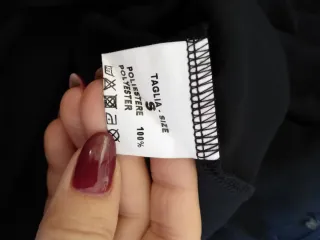 TAGLIA - SIZE
S
POLIESTERE 100%
POLYESTER